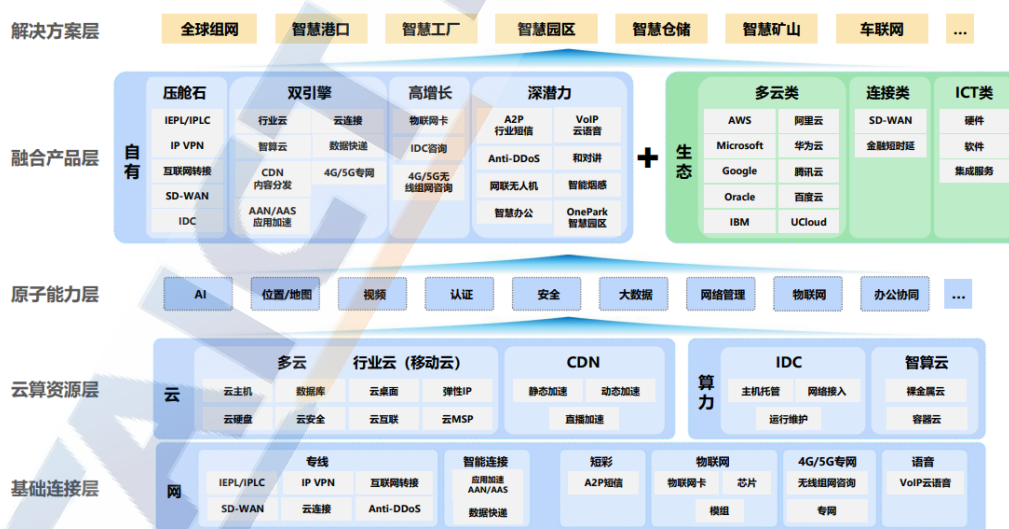 解决方案层
全球组网
智慧港口
智慧工厂
智慧园区
智慧仓储
智慧矿山
车联网
...
融合产品层
自有
压舱石
IEPL/IPLC
IP VPN
互联网转接
SD-WAN
IDC
双引擎
行业云
云连接
智算云
数据快递
CDN
内容分发
4G/5G专网
AAN/AAS
应用加速
高增长
物联网卡
IDC咨询
4G/5G无
线组网咨询
深潜力
A2P
行业短信
VoIP
云语音
Anti-DDoS
和对讲
网联无人机
智能烟感
智慧办公
OnePark
智慧园区
+
生态
多云类
AWS
阿里云
Microsoft
华为云
Google
腾讯云
Oracle
百度云
IBM
UCloud
连接类
SD-WAN
金融短时延
ICT类
硬件
软件
集成服务
原子能力层
AI
位置/地图
视频
认证
安全
大数据
网络管理
物联网
办公协同
...
云算资源层
云
多云
行业云（移动云）
云主机
数据库
云桌面
弹性IP
云硬盘
云安全
云互联
云MSP
CDN
静态加速
动态加速
直播加速
算力
IDC
主机托管
网络接入
运行维护
智算云
裸金属云
容器云
基础连接层
网
专线
IEPL/IPLC
IP VPN
互联网转接
SD-WAN
云连接
Anti-DDoS
智能连接
应用加速
AAN/AAS
数据快递
短彩
A2P短信
物联网
物联网卡
芯片
模组
4G/5G专网
无线组网咨询
专网
语音
VoIP云语音